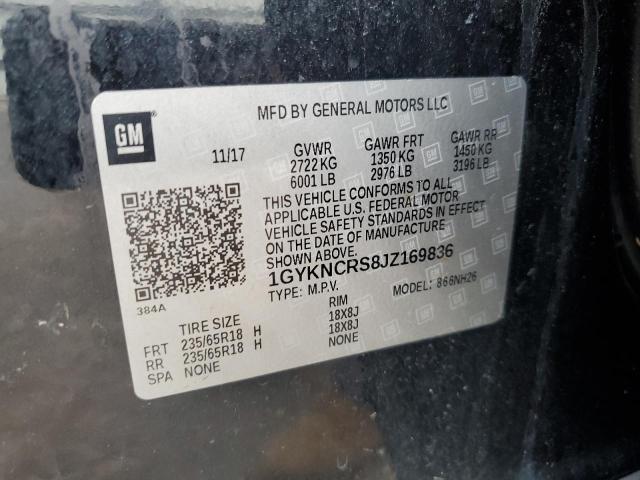 GM
MFD BY GENERAL MOTORS LLC
11/17 GVWR GAWR FRT GAWR RR
2722 KG 1350 KG 1450 KG
6001 LB 2976 LB 3196 LB
THIS VEHICLE CONFORMS TO ALL
APPLICABLE U.S. FEDERAL MOTOR
VEHICLE SAFETY STANDARDS IN EFFECT
ON THE DATE OF MANUFACTURE SHOWN ABOVE.
1GYKNCRS8JZ169836
TYPE: M.P.V. MODEL: 866NH26
384A
TIRE SIZE RIM
FRT 235/65R18 H 18X8J
RR 235/65R18 H 18X8J
SPA NONE NONE